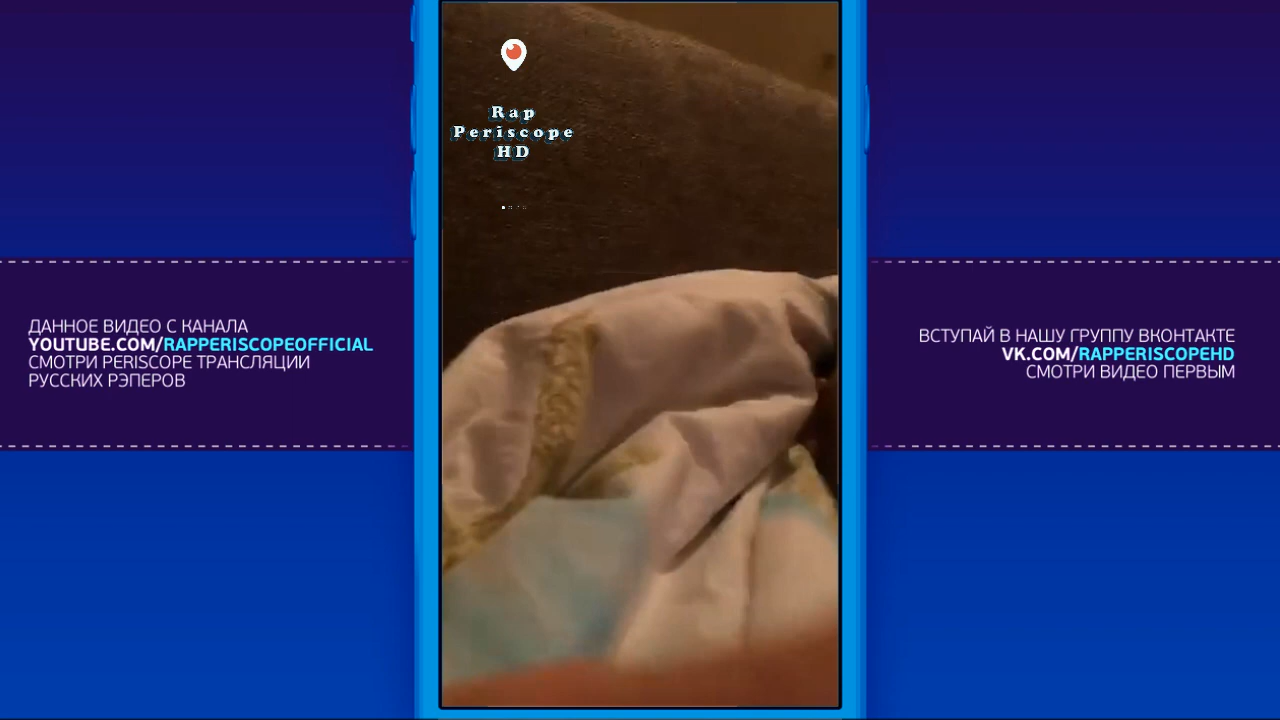 Rap
Periscope
HD
ДАННОЕ ВИДЕО С КАНАЛА
YOUTUBE.COM/RAPPERISCOPEOFFICIAL
СМОТРИ PERISCOPE ТРАНСЛЯЦИИ
РУССКИХ РЭПЕРОВ
ВСТУПАЙ В НАШУ ГРУППУ ВКОНТАКТЕ
VK.COM/RAPPERISCOPEHD
СМОТРИ ВИДЕО ПЕРВЫМ